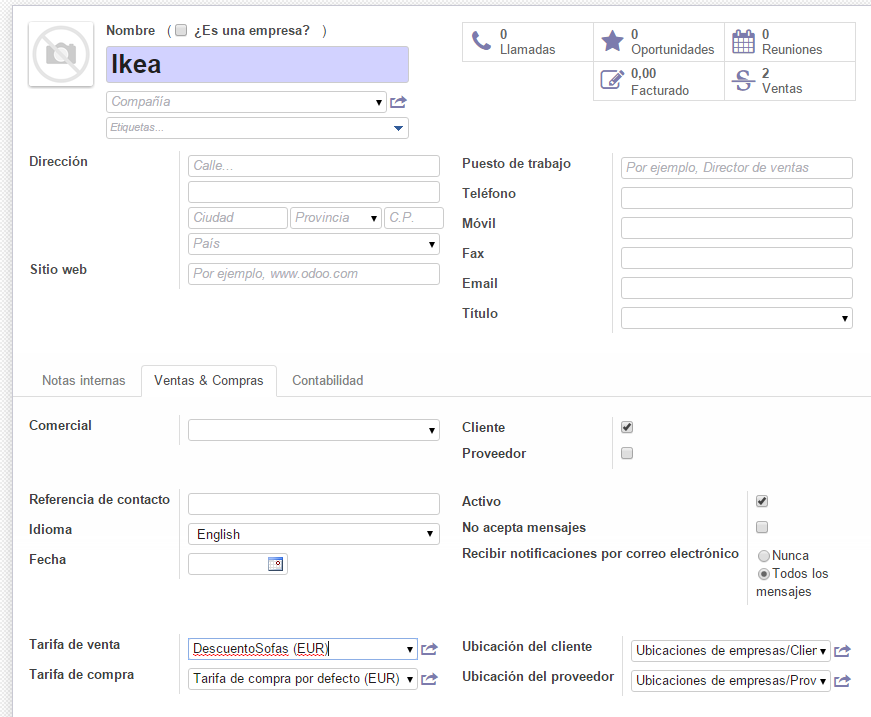 Nombre ( ¿Es una empresa? )
Ikea
Compañía
Etiquetas...
0 Llamadas
0 Oportunidades
0 Reuniones
0,00 Facturado
2 Ventas
Dirección
Calle...
Ciudad Provincia C.P.
País
Sitio web Por ejemplo, www.odoo.com
Puesto de trabajo Por ejemplo, Director de ventas
Teléfono
Móvil
Fax
Email
Título
Notas internas Ventas & Compras Contabilidad
Comercial
Cliente
Proveedor
Referencia de contacto
Idioma English
Fecha
Activo
No acepta mensajes
Recibir notificaciones por correo electrónico Nunca
Todos los
mensajes
Tarifa de venta DescuentoSofas (EUR)
Tarifa de compra Tarifa de compra por defecto (EUR)
Ubicación del cliente Ubicaciones de empresas/Clier
Ubicación del proveedor Ubicaciones de empresas/Prov